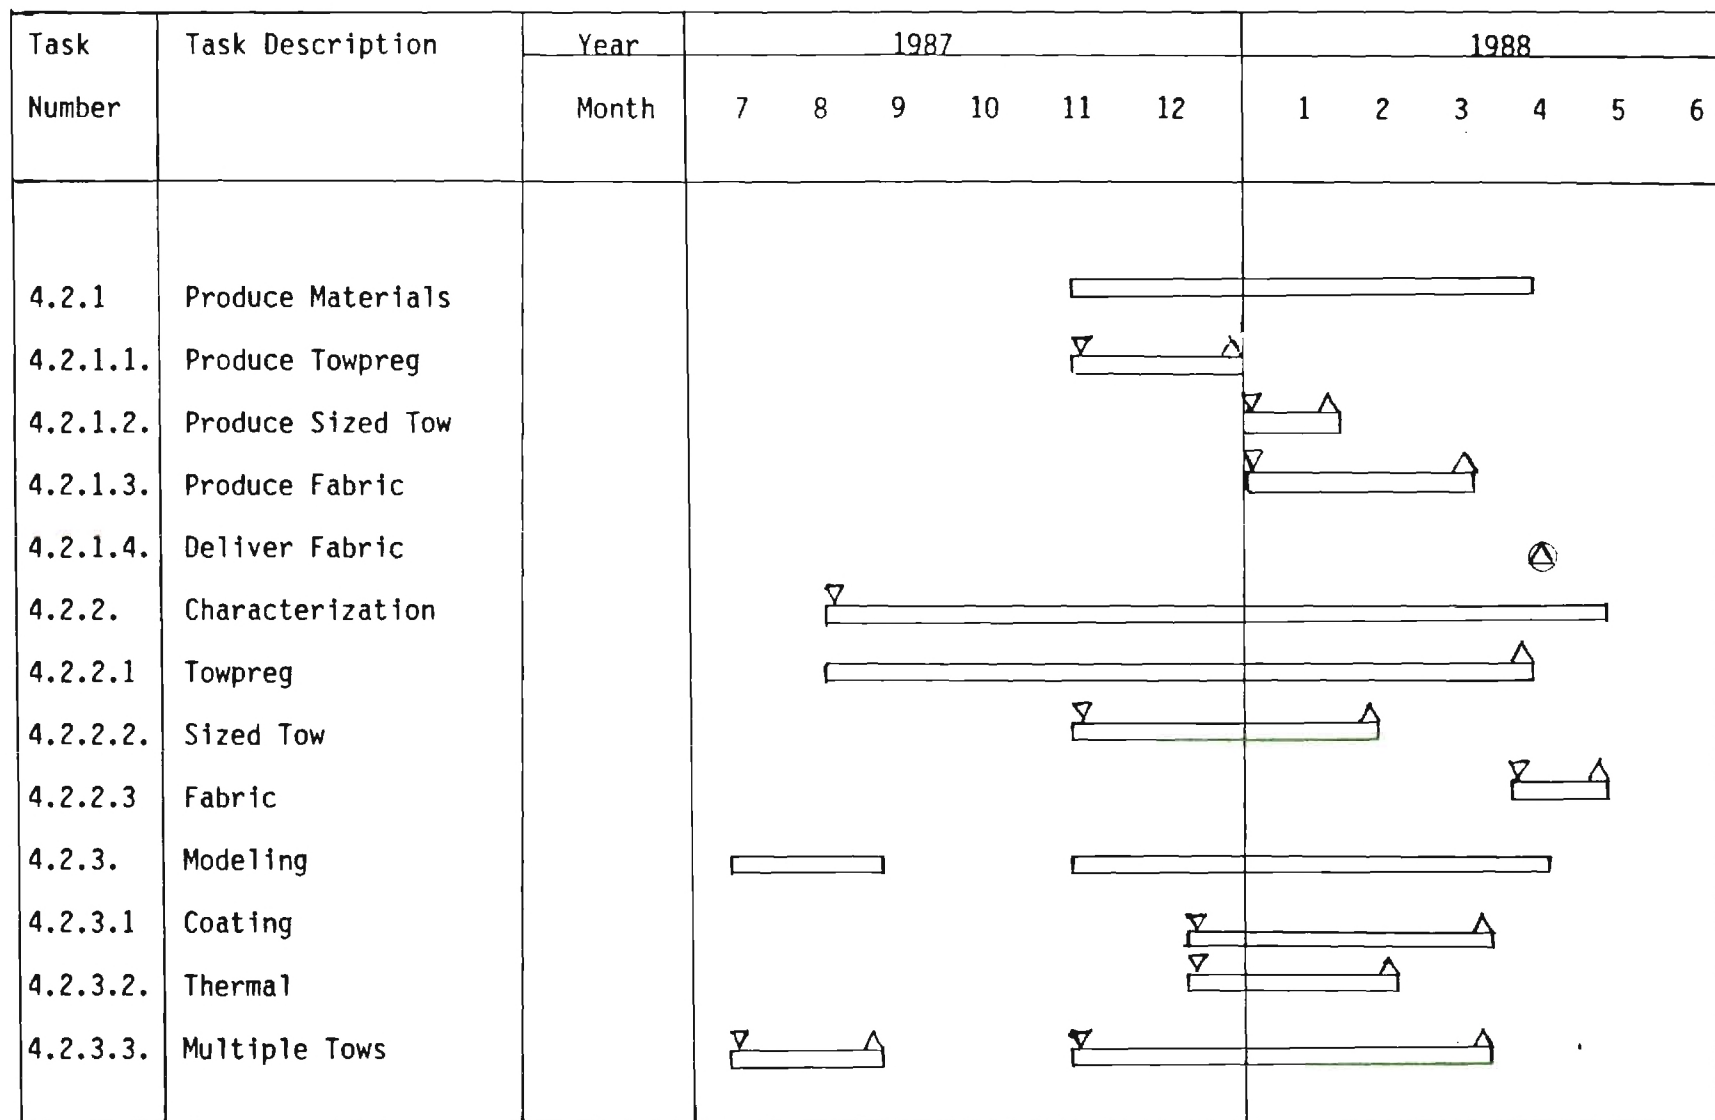 Task Task Description Year 1987 1988
Number Month 7 8 9 10 11 12 1 2 3 4 5 6
4.2.1 Produce Materials
4.2.1.1. Produce Towpreg
4.2.1.2. Produce Sized Tow
4.2.1.3. Produce Fabric
4.2.1.4. Deliver Fabric
4.2.2. Characterization
4.2.2.1 Towpreg
4.2.2.2. Sized Tow
4.2.2.3 Fabric
4.2.3. Modeling
4.2.3.1 Coating
4.2.3.2. Thermal
4.2.3.3. Multiple Tows